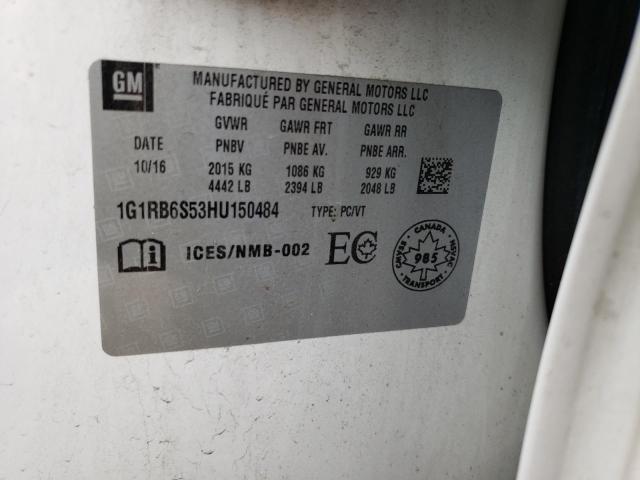 GM
MANUFACTURED BY GENERAL MOTORS LLC
FABRIQUÉ PAR GENERAL MOTORS LLC
GVWR GAWR FRT GAWR RR
DATE PNBV PNBE AV. PNBE ARR.
10/16 2015 KG 1086 KG 929 KG
4442 LB 2394 LB 2048 LB
1G1RB6S53HU150484 TYPE: PC/VT
i ICES/NMB-002 EC
CANADA
CMVSS 985 NSVAC
TRANSPORT